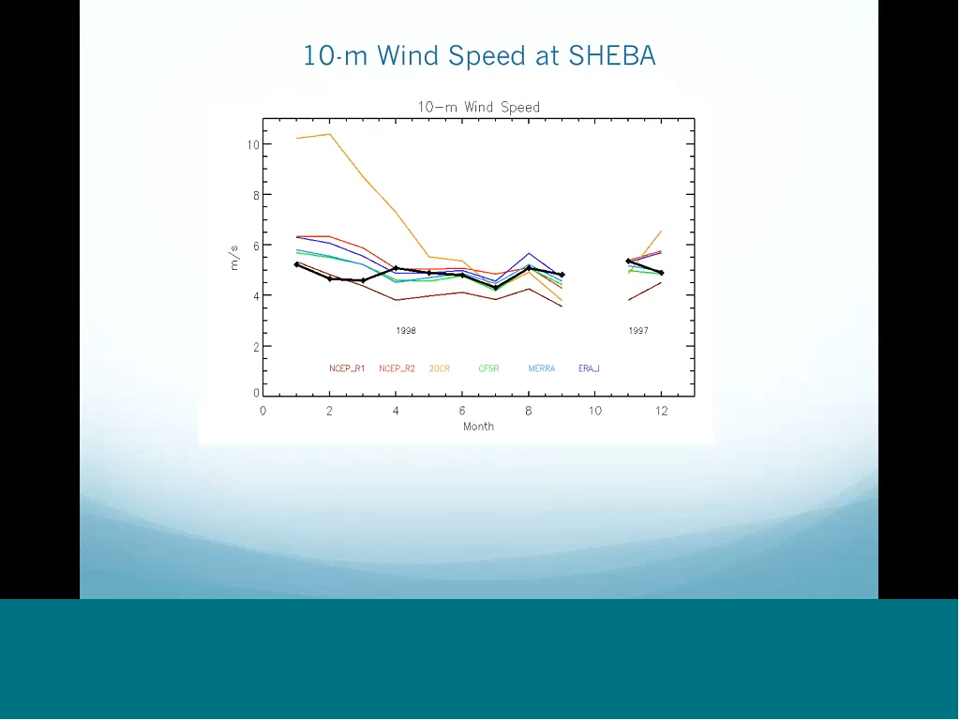 10-m Wind Speed at SHEBA
10-m Wind Speed
10
8
6
4
2
0
m/s
1998
1997
NCEP_R1 NCEP_R2 20CR CFSR MERRA ERA_I
0 2 4 6 8 10 12
Month